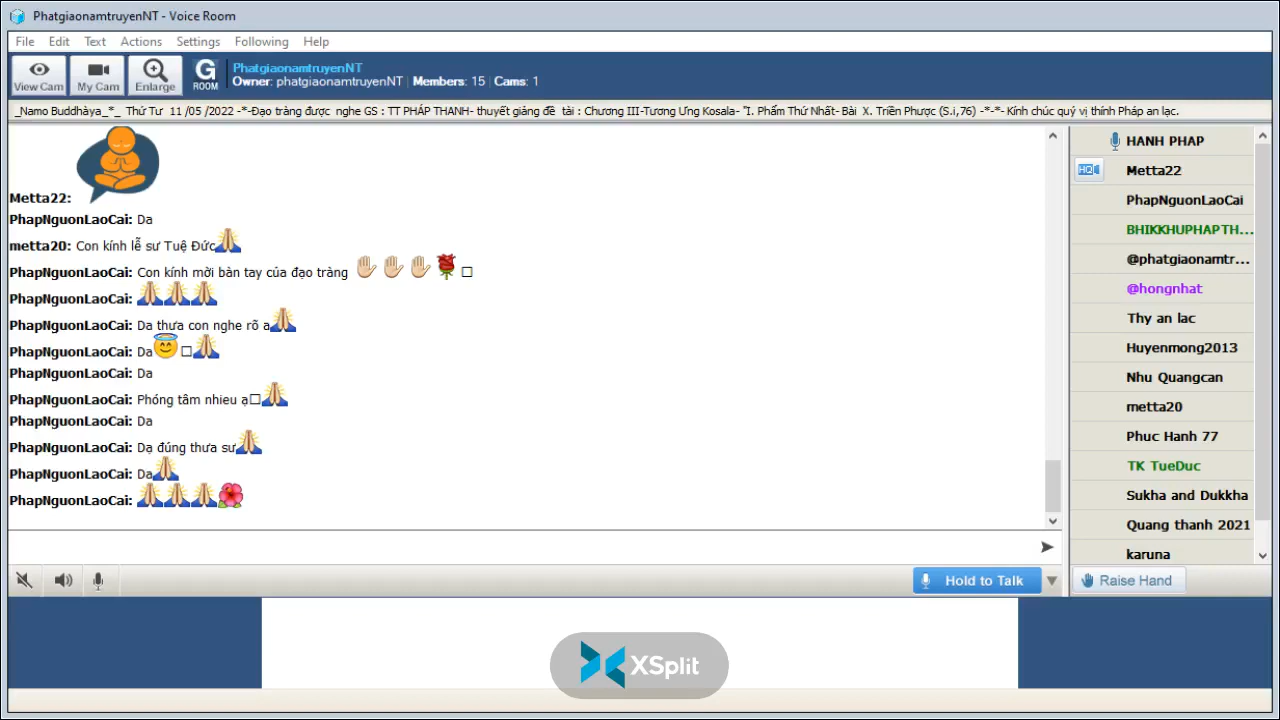 PhatgiaonamtruyenNT - Voice Room
File Edit Text Actions Settings Following Help
View Cam My Cam Enlarge G ROOM
PhatgiaonamtruyenNT
Owner: phatgiaonamtruyenNT | Members: 15 | Cams: 1
_Namo Buddhàya_*_ Thứ Tư 11 /05 /2022 -*-Đạo tràng được nghe GS : TT PHÁP THANH- thuyết giảng đề tài : Chương III-Tương Ưng Kosala- "I. Phẩm Thứ Nhất- Bài X. Triền Phược (S.i,76) -*-*- Kính chúc quý vị thính Pháp an lạc.
Metta22:
PhapNguonLaoCai: Da
metta20: Con kính lễ sư Tuệ Đức
PhapNguonLaoCai: Con kính mời bàn tay của đạo tràng
PhapNguonLaoCai:
PhapNguonLaoCai: Da thưa con nghe rõ a
PhapNguonLaoCai: Da
PhapNguonLaoCai: Da
PhapNguonLaoCai: Phóng tâm nhieu ạ
PhapNguonLaoCai: Da
PhapNguonLaoCai: Dạ đúng thưa sư
PhapNguonLaoCai: Da
PhapNguonLaoCai:
HANH PHAP
HQ Metta22
PhapNguonLaoCai
BHIKKHUPHAPTH...
@phatgiaonamtr...
@hongnhat
Thy an lac
Huyenmong2013
Nhu Quangcan
metta20
Phuc Hanh 77
TK TueDuc
Sukha and Dukkha
Quang thanh 2021
karuna
Hold to Talk
Raise Hand
XSplit